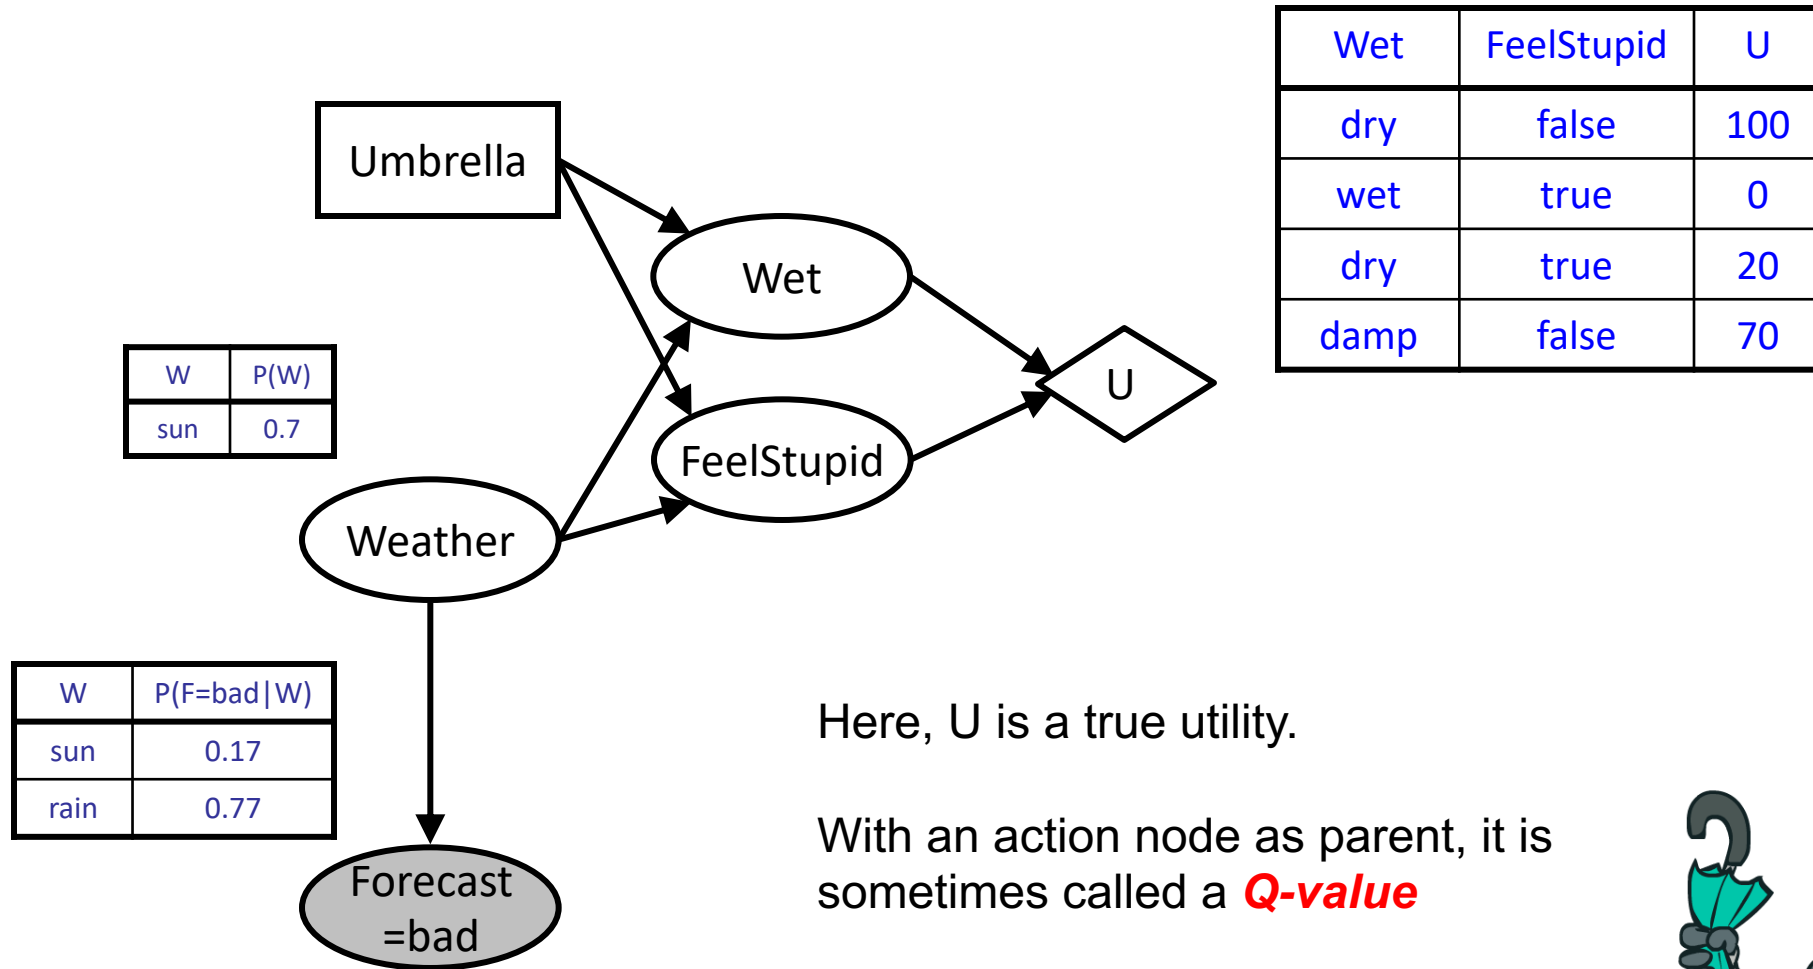 Wet FeelStupid U
dry false 100
wet true 0
dry true 20
damp false 70
Umbrella
Wet
U
FeelStupid
W P(W)
sun 0.7
Weather
W P(F=bad|W)
sun 0.17
rain 0.77
Forecast
=bad
Here, U is a true utility.
With an action node as parent, it is
sometimes called a Q-value